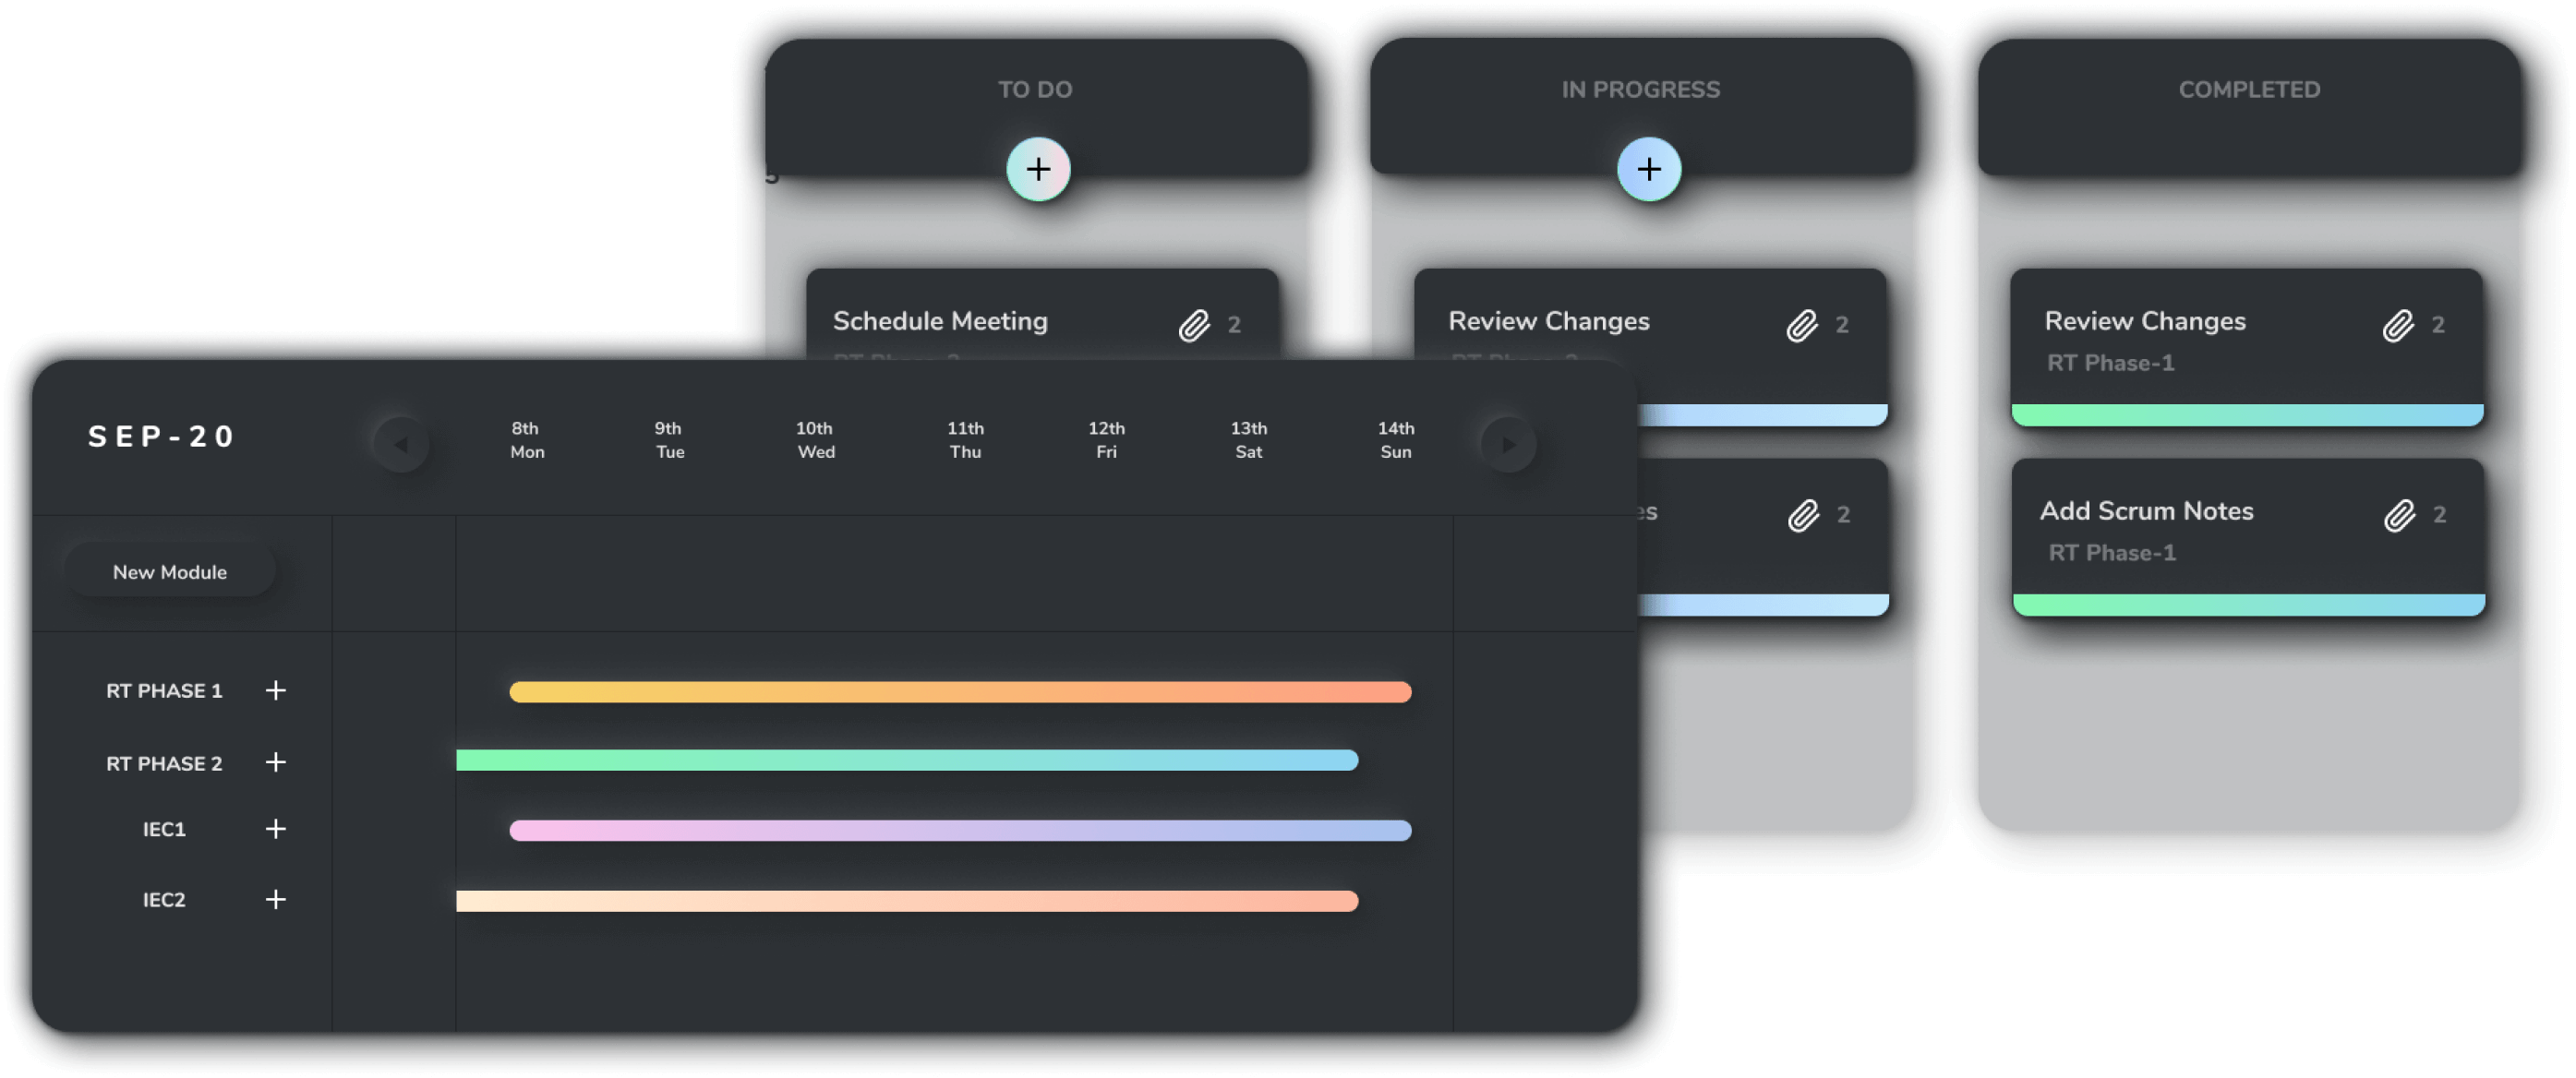 TO DO
IN PROGRESS
COMPLETED
5
Schedule Meeting
2
Review Changes
2
Review Changes
2
RT Phase-1
Add Scrum Notes
2
RT Phase-1
2
SEP-20
8th
Mon
9th
Tue
10th
Wed
11th
Thu
12th
Fri
13th
Sat
14th
Sun
New Module
RT PHASE 1
RT PHASE 2
IEC1
IEC2